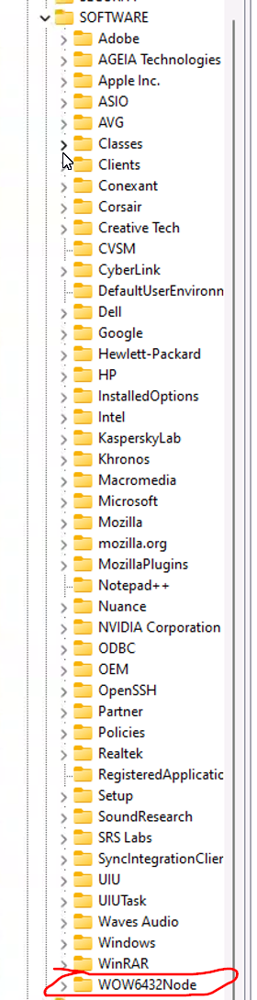 SOFTWARE
Adobe
AGEIA Technologies
Apple Inc.
ASIO
AVG
Classes
Clients
Conexant
Corsair
Creative Tech
CVSM
CyberLink
DefaultUserEnvironn
Dell
Google
Hewlett-Packard
HP
InstalledOptions
Intel
KasperskyLab
Khronos
Macromedia
Microsoft
Mozilla
mozilla.org
MozillaPlugins
Notepad++
Nuance
NVIDIA Corporation
ODBC
OEM
OpenSSH
Partner
Policies
Realtek
RegisteredApplicatic
Setup
SoundResearch
SRS Labs
SyncIntegrationClier
UIU
UIUTask
Waves Audio
Windows
WinRAR
WOW6432Node